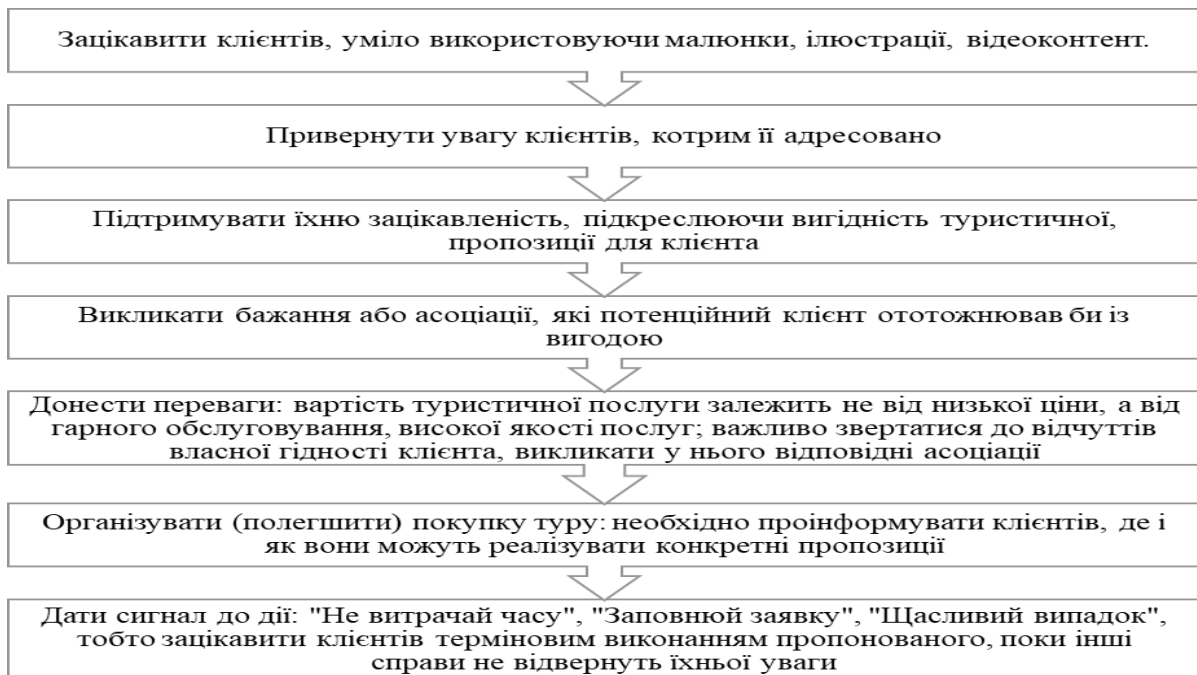 Зацікавити клієнтів, уміло використовуючи малюнки, ілюстрації, відеоконтент.
Привернути увагу клієнтів, котрим її адресовано
Підтримувати їхню зацікавленість, підкреслюючи вигідність туристичної,
пропозиції для клієнта
Викликати бажання або асоціації, які потенційний клієнт ототожнював би із
вигодою
Донести переваги: вартість туристичної послуги залежить не від низької ціни, а від
гарного обслуговування, високої якості послуг; важливо звертатися до відчуттів
власної гідності клієнта, викликати у нього відповідні асоціації
Організувати (полегшити) покупку туру: необхідно проінформувати клієнтів, де і
як вони можуть реалізувати конкретні пропозиції
Дати сигнал до дії: "Не витрачай часу", "Заповнюй заявку", "Щасливий випадок",
тобто зацікавити клієнтів терміновим виконанням пропонованого, поки інші
справи не відвернуть їхньої уваги